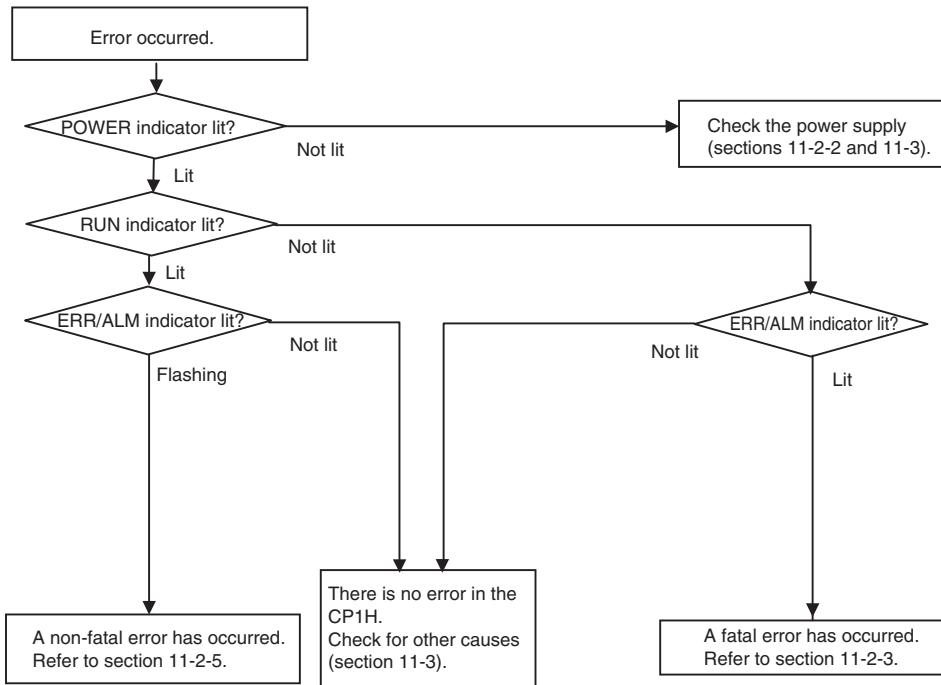 Error occurred.
POWER indicator lit?
Not lit
Check the power supply
(sections 11-2-2 and 11-3).
Lit
RUN indicator lit?
Not lit
Lit
ERR/ALM indicator lit?
Not lit
ERR/ALM indicator lit?
Not lit
Flashing
Lit
There is no error in the
CP1H.
Check for other causes
(section 11-3).
A non-fatal error has occurred.
Refer to section 11-2-5.
A fatal error has occurred.
Refer to section 11-2-3.